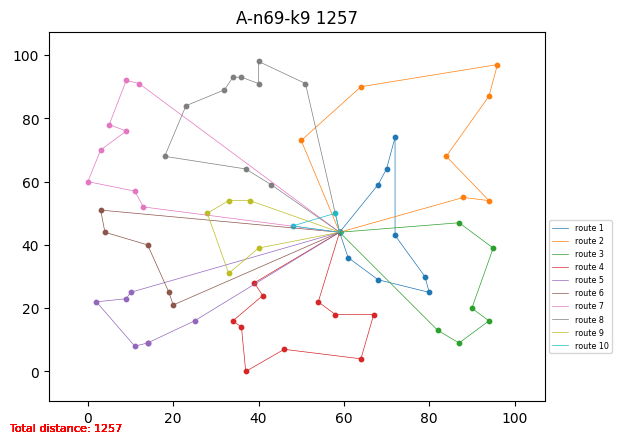 A-n69-k9 1257
100
80
60
40
20
0
0 20 40 60 80 100
route 1
route 2
route 3
route 4
route 5
route 6
route 7
route 8
route 9
route 10
Total distance: 1257